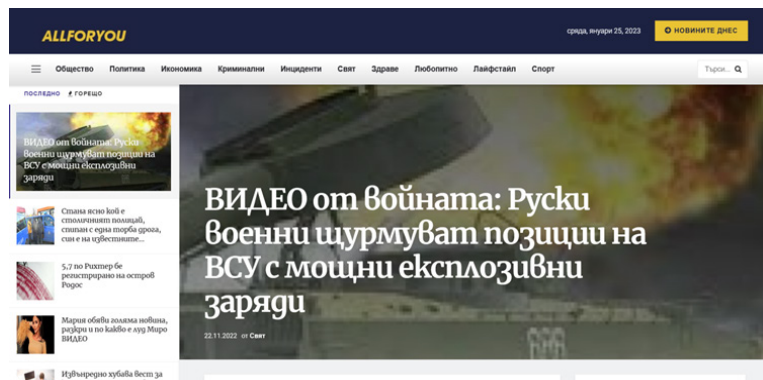 ALLFORYOU
сряда, януари 25, 2023
НОВИНИТЕ ДНЕС
Общество Политика Икономика Криминални Инциденти Свят Здраве Любопитно Лайфстайл Спорт
Търси...
ПОСЛЕДНО ГОРЕЩО
ВИДЕО от войната: Руски
военни щурмуват позиции на
ВСУ с мощни експлозивни
заряди
Стана ясно кой е
столичният полицай,
спипан с една торба дрога,
син е на известните...
5,7 по Рихтер бе
регистрирано на остров
Родос
Мария обяви голяма новина,
разкри и по какво е луд Миро
ВИДЕО
Извънредно хубава вест за
ВИДЕО от войната: Руски
военни щурмуват позиции на
ВСУ с мощни експлозивни
заряди
22.11.2022 от Свят